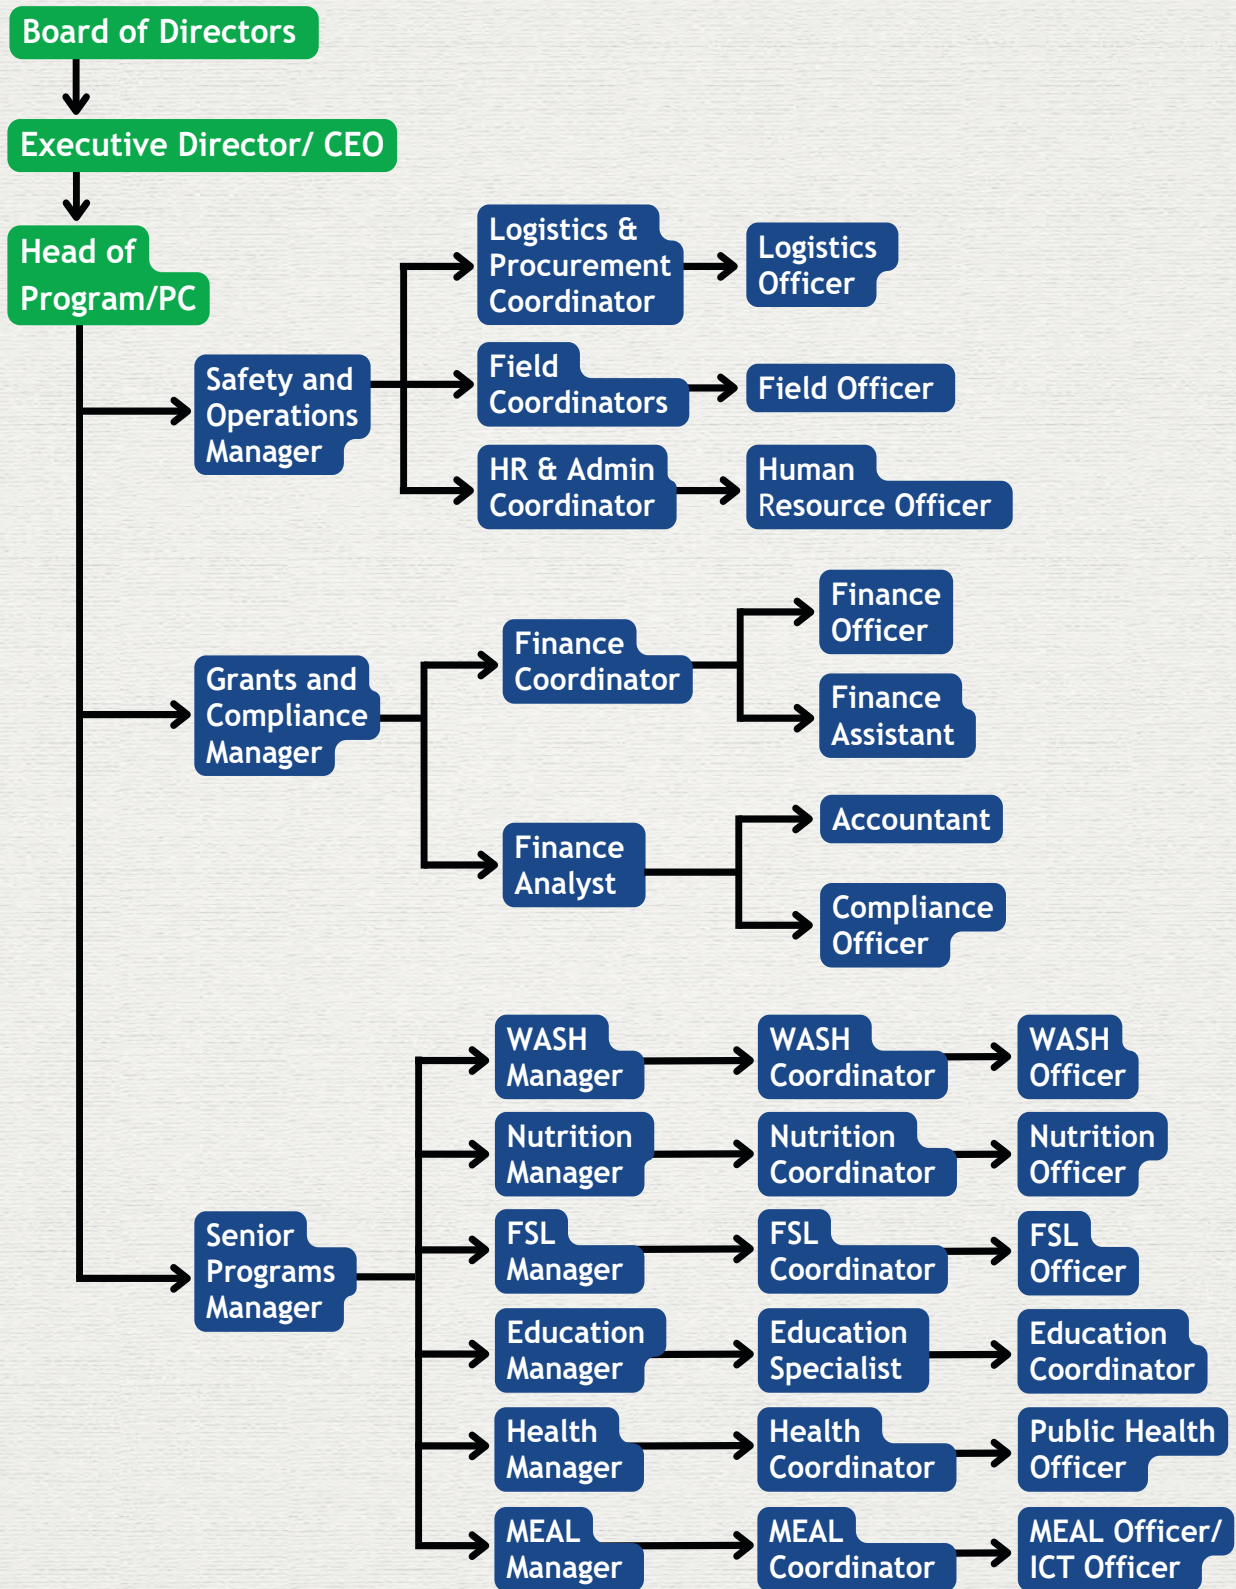 Board of Directors
Executive Director/ CEO
Head of
Program/PC
Safety and
Operations
Manager
Logistics &
Procurement
Coordinator
Logistics
Officer
Field
Coordinators
Field Officer
HR & Admin
Coordinator
Human
Resource Officer
Grants and
Compliance
Manager
Finance
Coordinator
Finance
Officer
Finance
Assistant
Finance
Analyst
Accountant
Compliance
Officer
Senior
Programs
Manager
WASH
Manager
WASH
Coordinator
WASH
Officer
Nutrition
Manager
Nutrition
Coordinator
Nutrition
Officer
FSL
Manager
FSL
Coordinator
FSL
Officer
Education
Manager
Education
Specialist
Education
Coordinator
Health
Manager
Health
Coordinator
Public Health
Officer
MEAL
Manager
MEAL
Coordinator
MEAL Officer/
ICT Officer